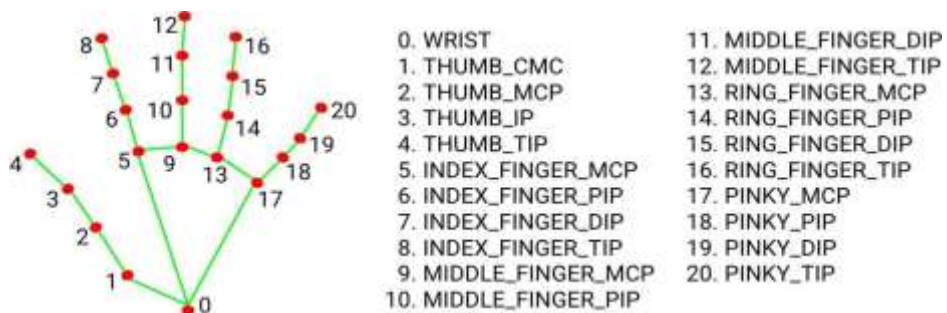 12
8
16
11
7
15
20
10
6
14
19
4
5
9
18
13
3
17
2
1
0
0. WRIST
1. THUMB_CMC
2. THUMB_MCP
3. THUMB_IP
4. THUMB_TIP
5. INDEX_FINGER_MCP
6. INDEX_FINGER_PIP
7. INDEX_FINGER_DIP
8. INDEX_FINGER_TIP
9. MIDDLE_FINGER_MCP
10. MIDDLE_FINGER_PIP
11. MIDDLE_FINGER_DIP
12. MIDDLE_FINGER_TIP
13. RING_FINGER_MCP
14. RING_FINGER_PIP
15. RING_FINGER_DIP
16. RING_FINGER_TIP
17. PINKY_MCP
18. PINKY_PIP
19. PINKY_DIP
20. PINKY_TIP